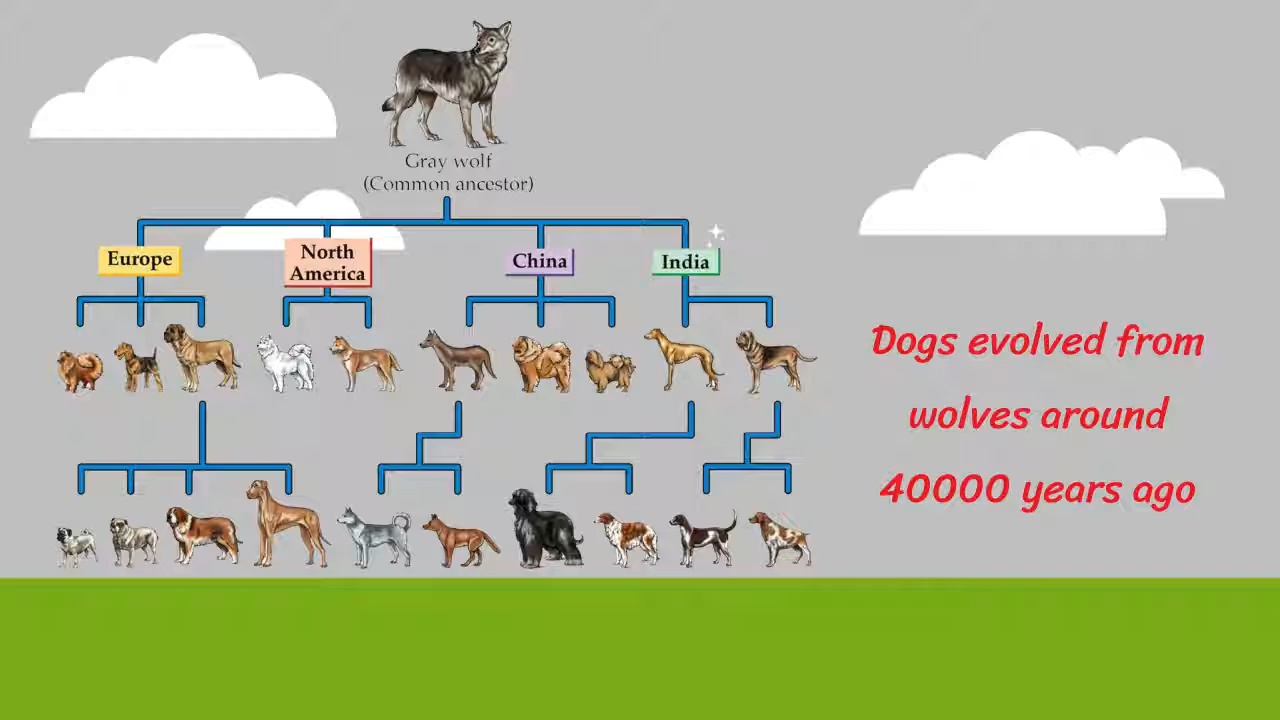 Gray wolf
(Common ancestor)
Europe
North
America
China
India
Dogs evolved from
wolves around
40000 years ago